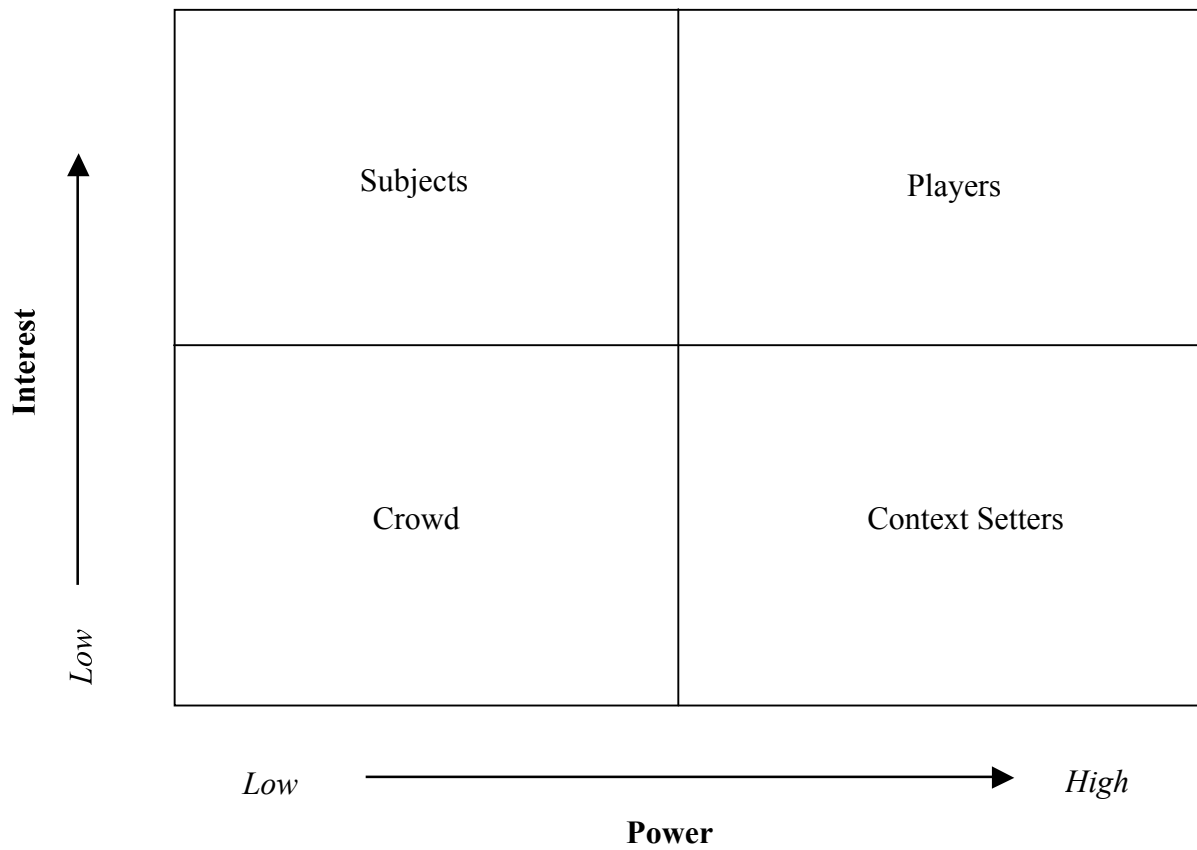 Subjects
Players
Interest
Crowd
Context Setters
Low
Low
High
Power